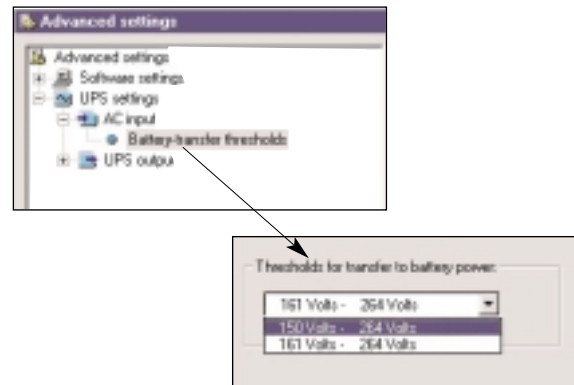 Advanced settings
Advanced settings
Software settings
UPS settings
AC input
Battery-transfer thresholds
UPS output
Thresholds for transfer to battery power:
161 Volts - 264 Volts
150 Volts - 264 Volts
161 Volts - 264 Volts